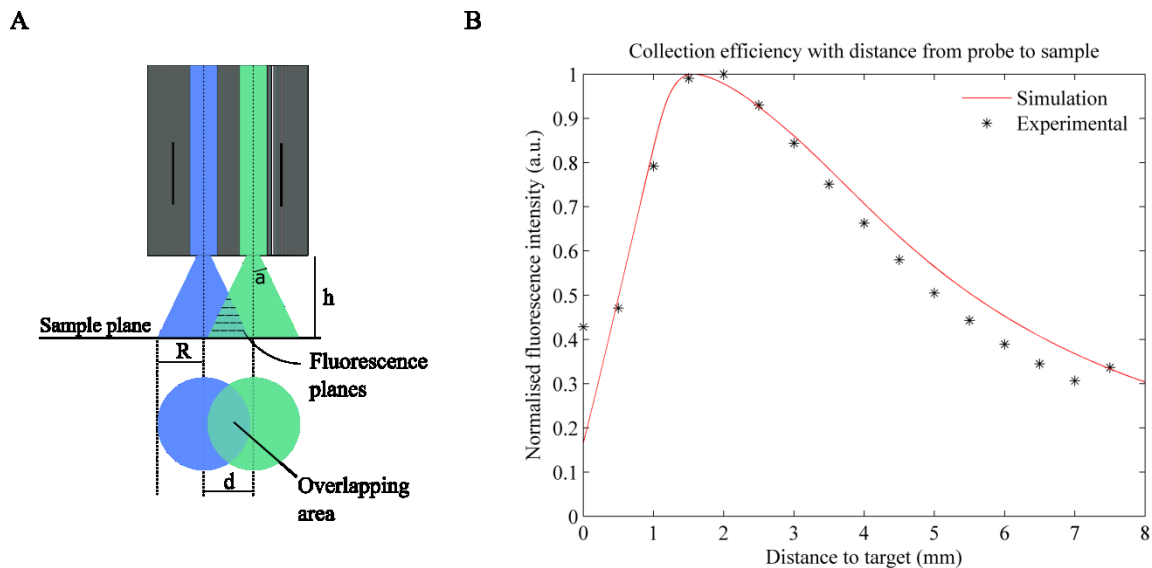 A
a
h
Sample plane
R
Fluorescence
planes
d
Overlapping
area
B
Collection efficiency with distance from probe to sample
Normalised fluorescence intensity (a.u.)
1
0.9
0.8
0.7
0.6
0.5
0.4
0.3
0.2
0.1
0
Simulation
Experimental
0 1 2 3 4 5 6 7 8
Distance to target (mm)